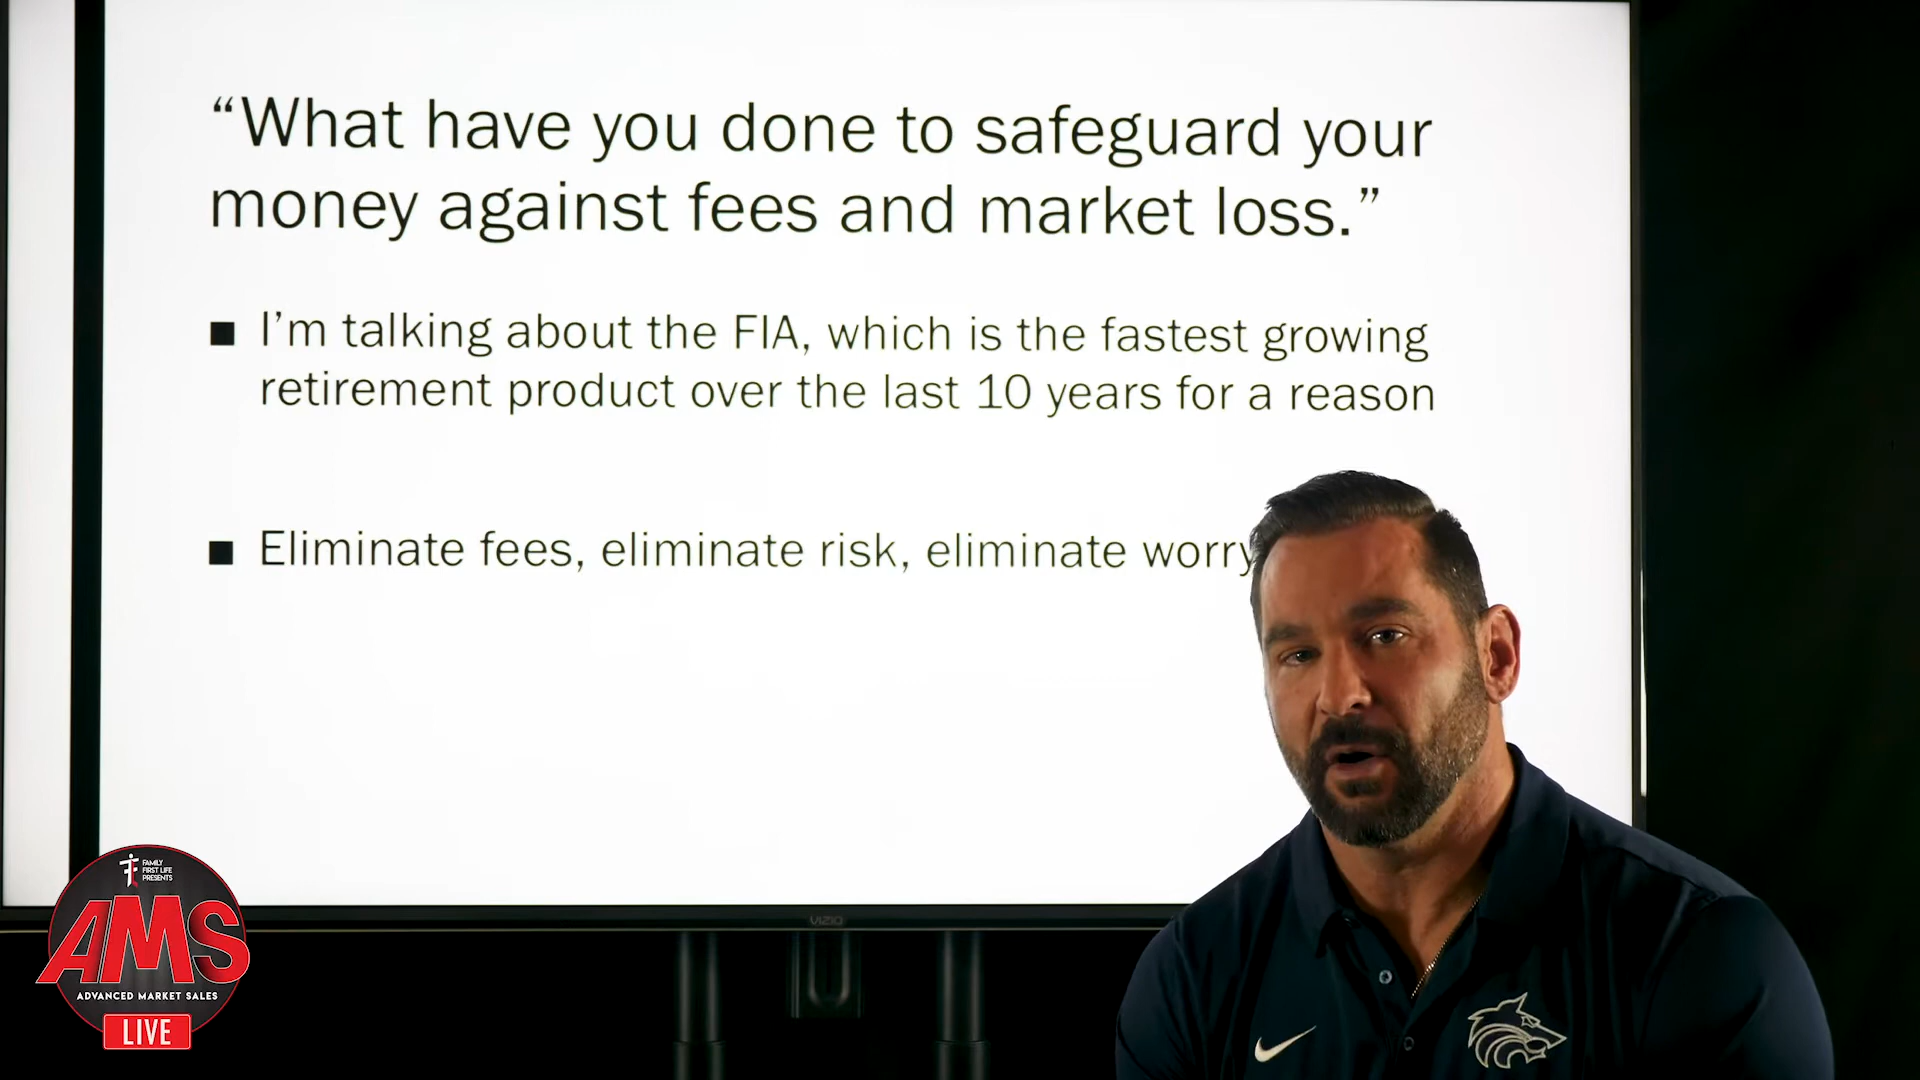 “What have you done to safeguard your
money against fees and market loss.”
■ I’m talking about the FIA, which is the fastest growing
retirement product over the last 10 years for a reason
■ Eliminate fees, eliminate risk, eliminate worry
VIZIO
FAMILY
FIRST LIFE
PRESENTS
AMS
ADVANCED MARKET SALES
LIVE